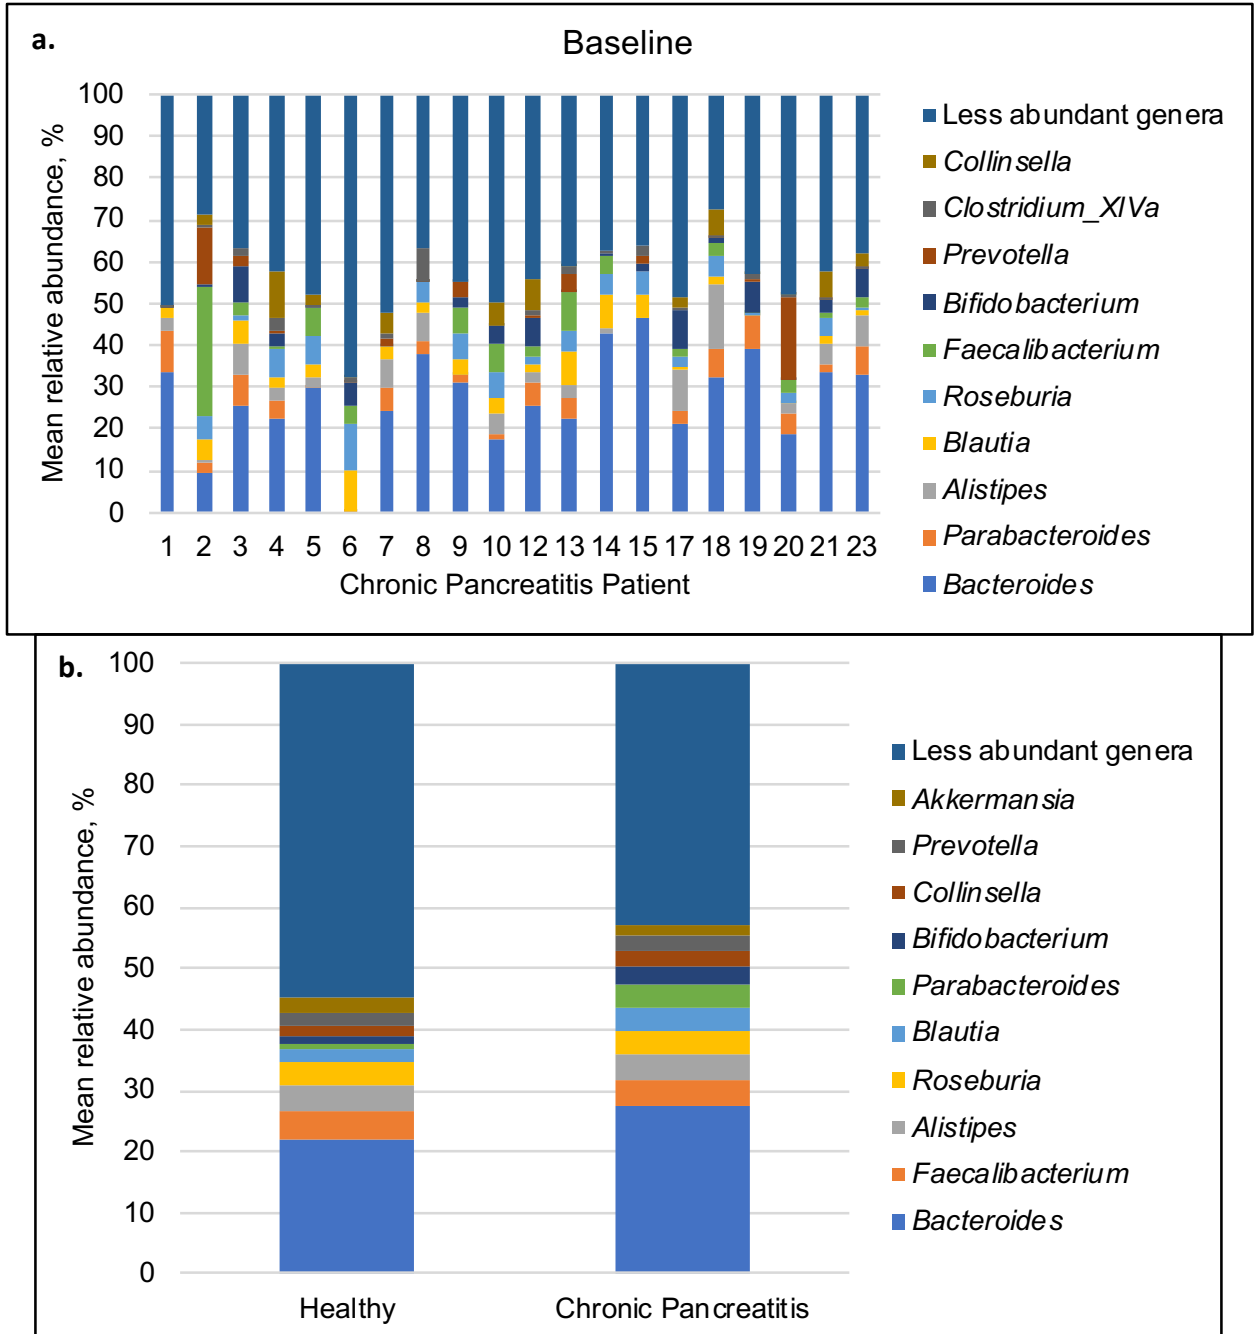 a.
Baseline
Mean relative abundance, %
100
90
80
70
60
50
40
30
20
10
0
1 2 3 4 5 6 7 8 9 10 12 13 14 15 17 18 19 20 21 23
Chronic Pancreatitis Patient
Less abundant genera
Collinsella
Clostridium_XIVa
Prevotella
Bifidobacterium
Faecalibacterium
Roseburia
Blautia
Alistipes
Parabacteroides
Bacteroides
b.
Mean relative abundance, %
100
90
80
70
60
50
40
30
20
10
0
Healthy Chronic Pancreatitis
Less abundant genera
Akkermansia
Prevotella
Collinsella
Bifidobacterium
Parabacteroides
Blautia
Roseburia
Alistipes
Faecalibacterium
Bacteroides